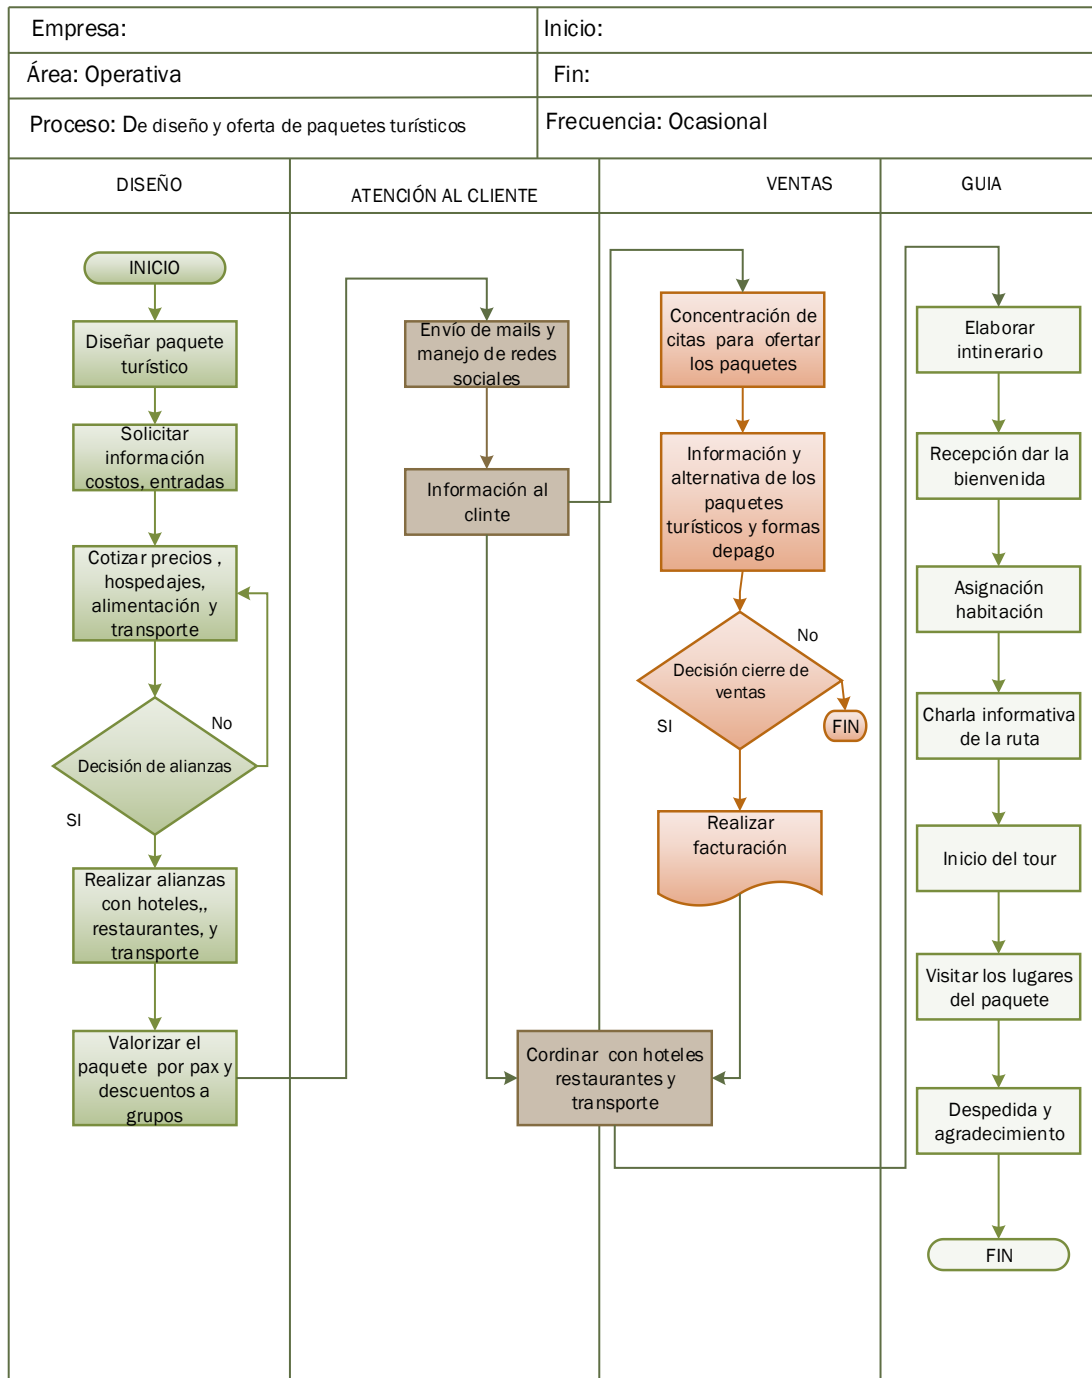 Empresa:
Inicio:
Área: Operativa
Fin:
Proceso: De diseño y oferta de paquetes turísticos
Frecuencia: Ocasional
DISEÑO
ATENCIÓN AL CLIENTE
VENTAS
GUIA
INICIO
Diseñar paquete
turístico
Solicitar
información
costos, entradas
Cotizar precios ,
hospedajes,
alimentación y
transporte
No
Decisión de alianzas
SI
Realizar alianzas
con hoteles,,
restaurantes, y
transporte
Valorizar el
paquete por pax y
descuentos a
grupos
Envío de mails y
manejo de redes
sociales
Información al
clinte
Cordinar con hoteles
restaurantes y
transporte
Concentración de
citas para ofertar
los paquetes
Información y
alternativa de los
paquetes
turísticos y formas
depago
No
Decisión cierre de
ventas
SI
FIN
Realizar
facturación
Elaborar
intinerario
Recepción dar la
bienvenida
Asignación
habitación
Charla informativa
de la ruta
Inicio del tour
Visitar los lugares
del paquete
Despedida y
agradecimiento
FIN